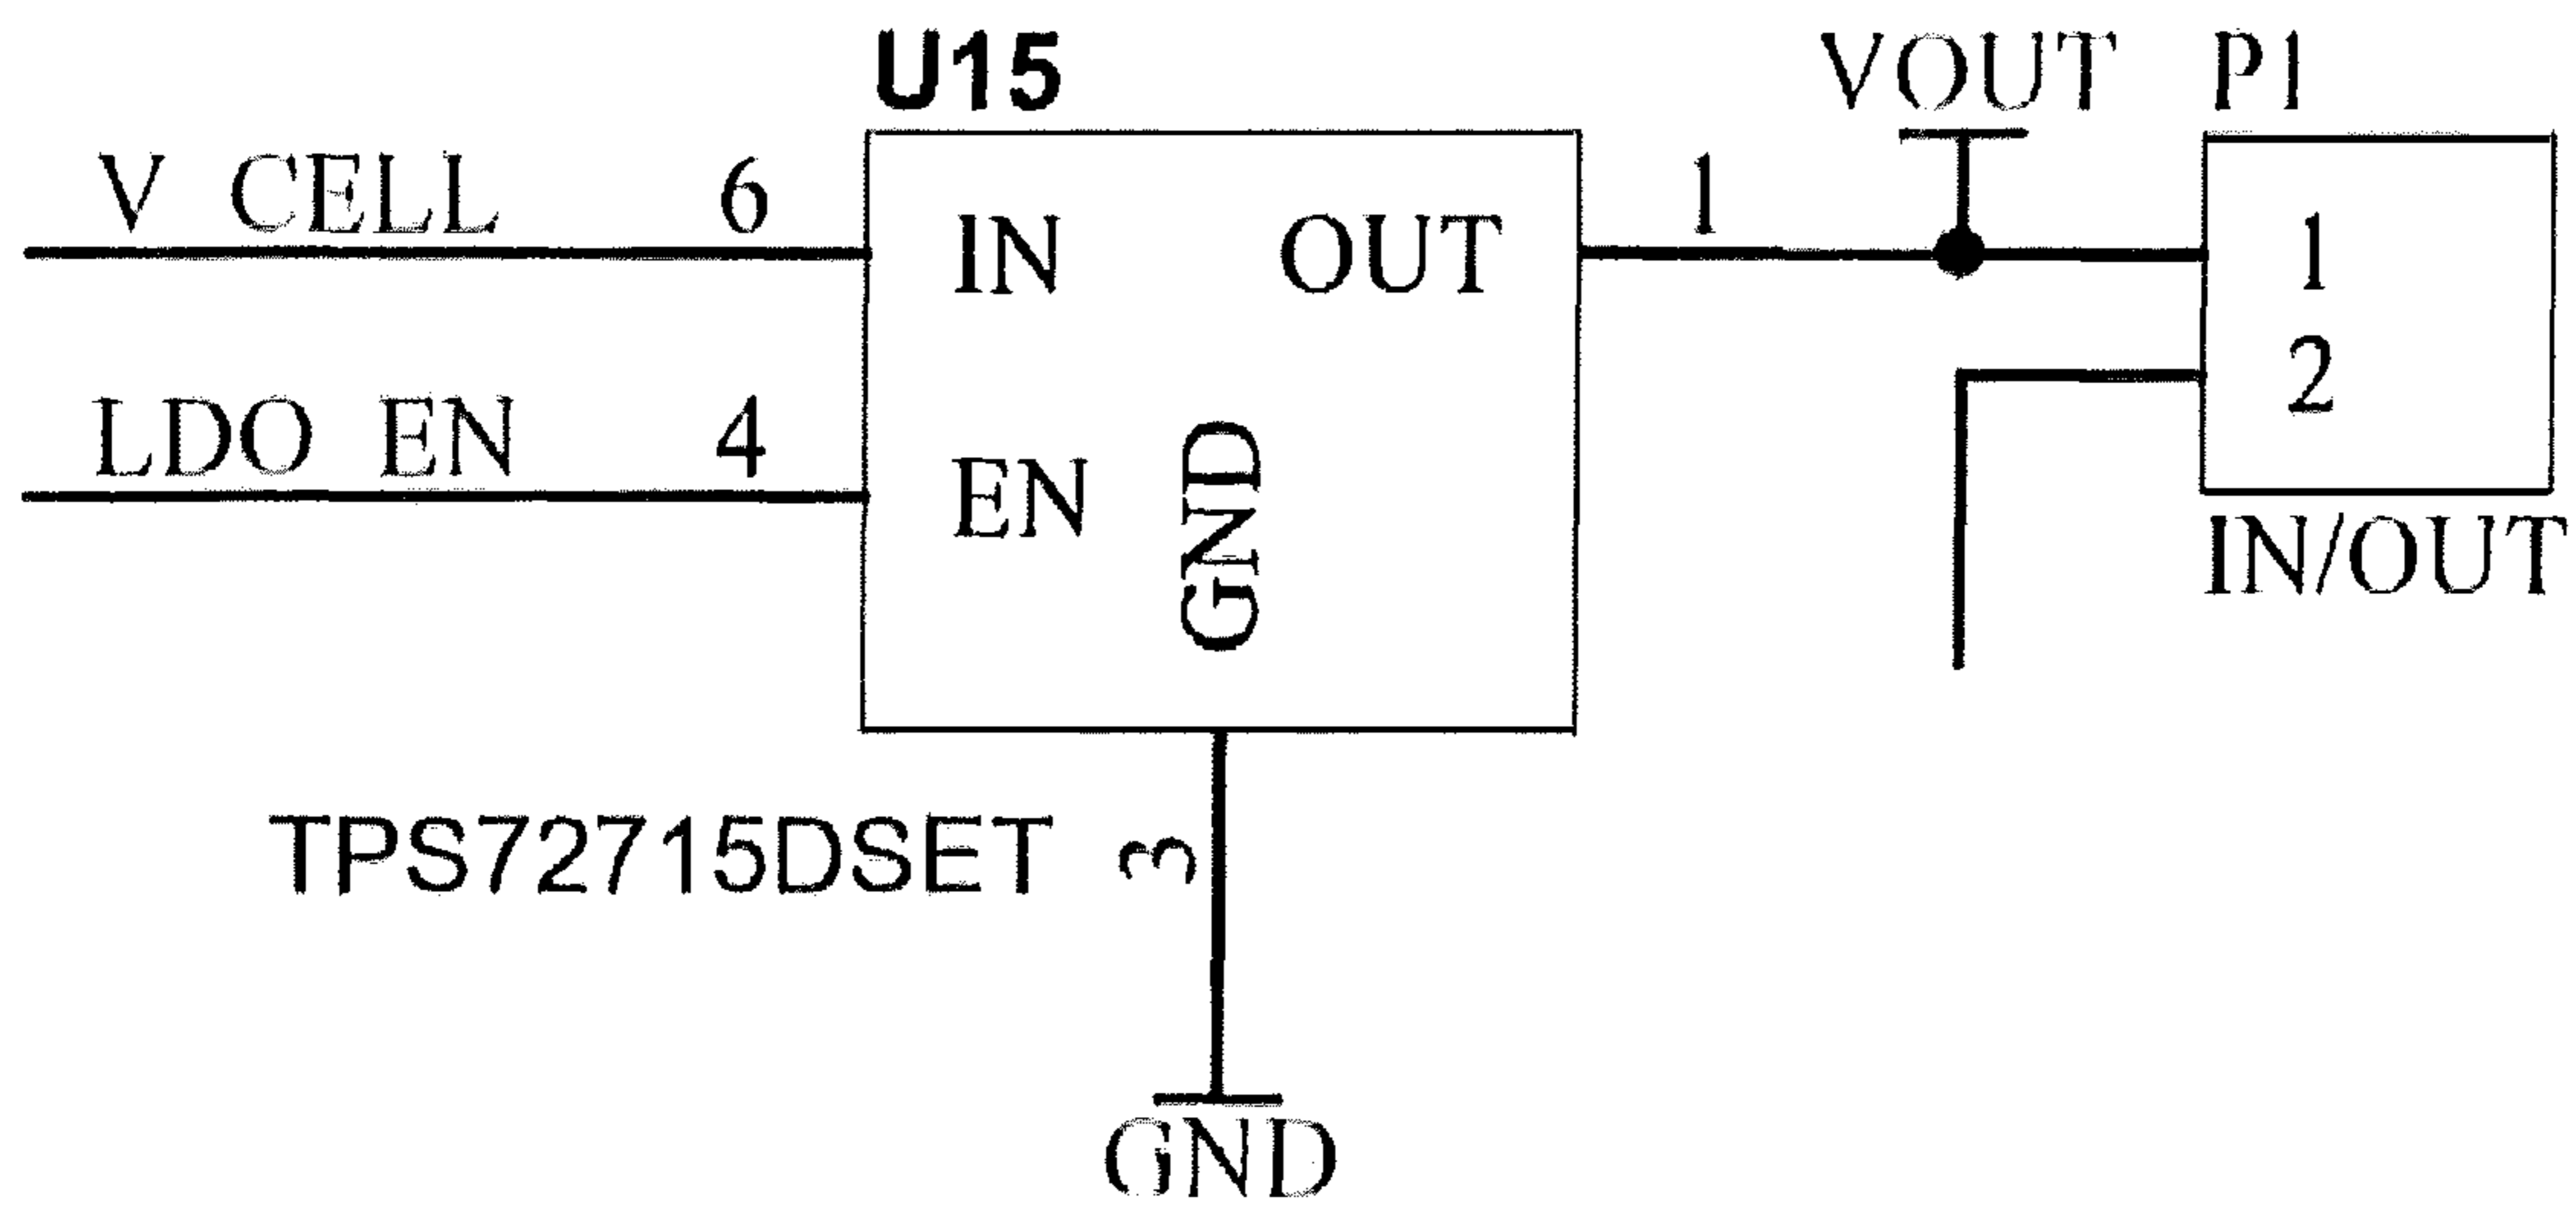 U15
VOUT P1
V CELL 6
IN OUT
1
1
LDO EN 4
EN
GND
2
IN/OUT
TPS72715DSET
3
GND